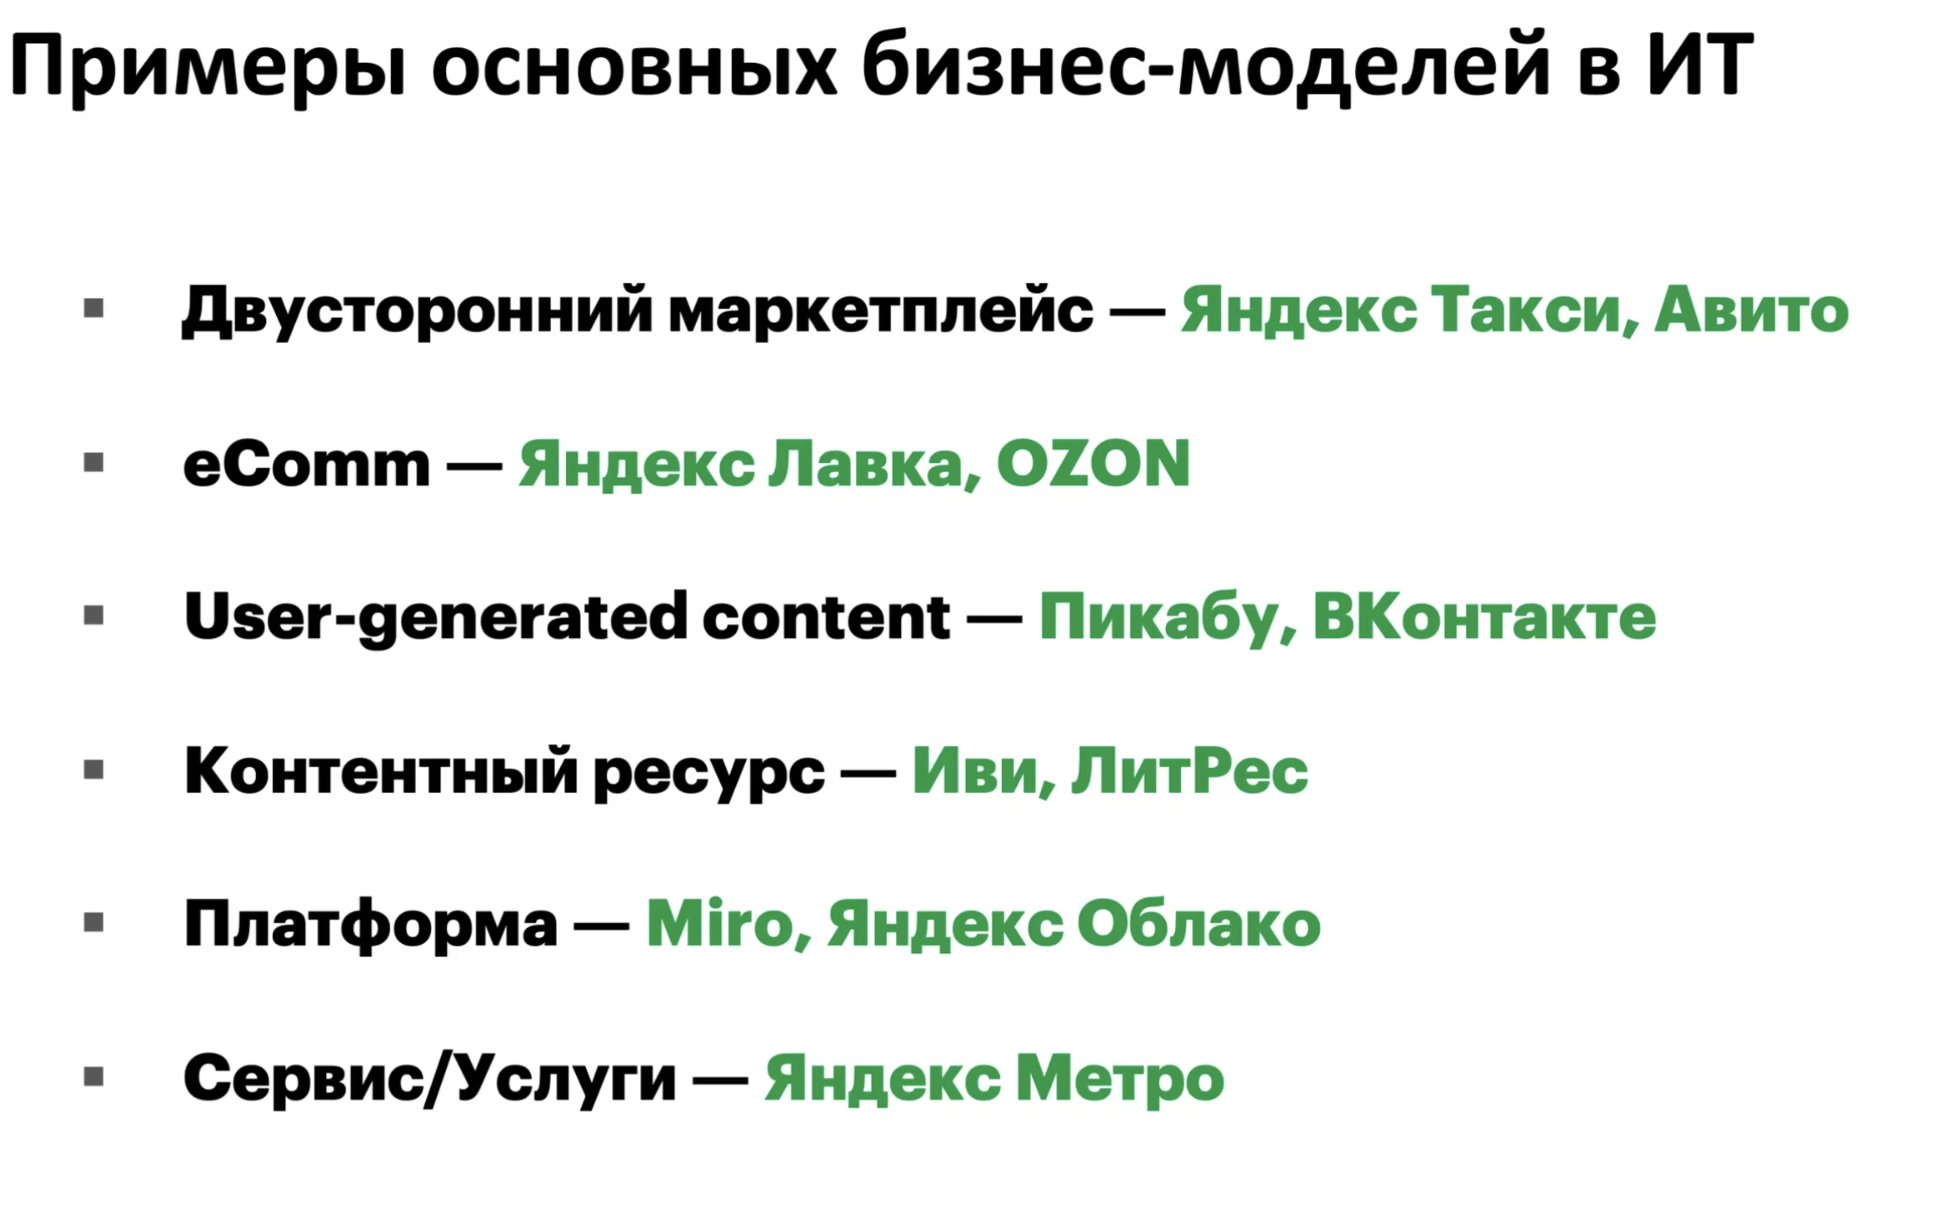 Примеры основных бизнес-моделей в ИТ
▪ Двусторонний маркетплейс — Яндекс Такси, Авито
▪ eComm — Яндекс Лавка, OZON
▪ User-generated content — Пикабу, ВКонтакте
▪ Контентный ресурс — Иви, ЛитРес
▪ Платформа — Miro, Яндекс Облако
▪ Сервис/Услуги — Яндекс Метро